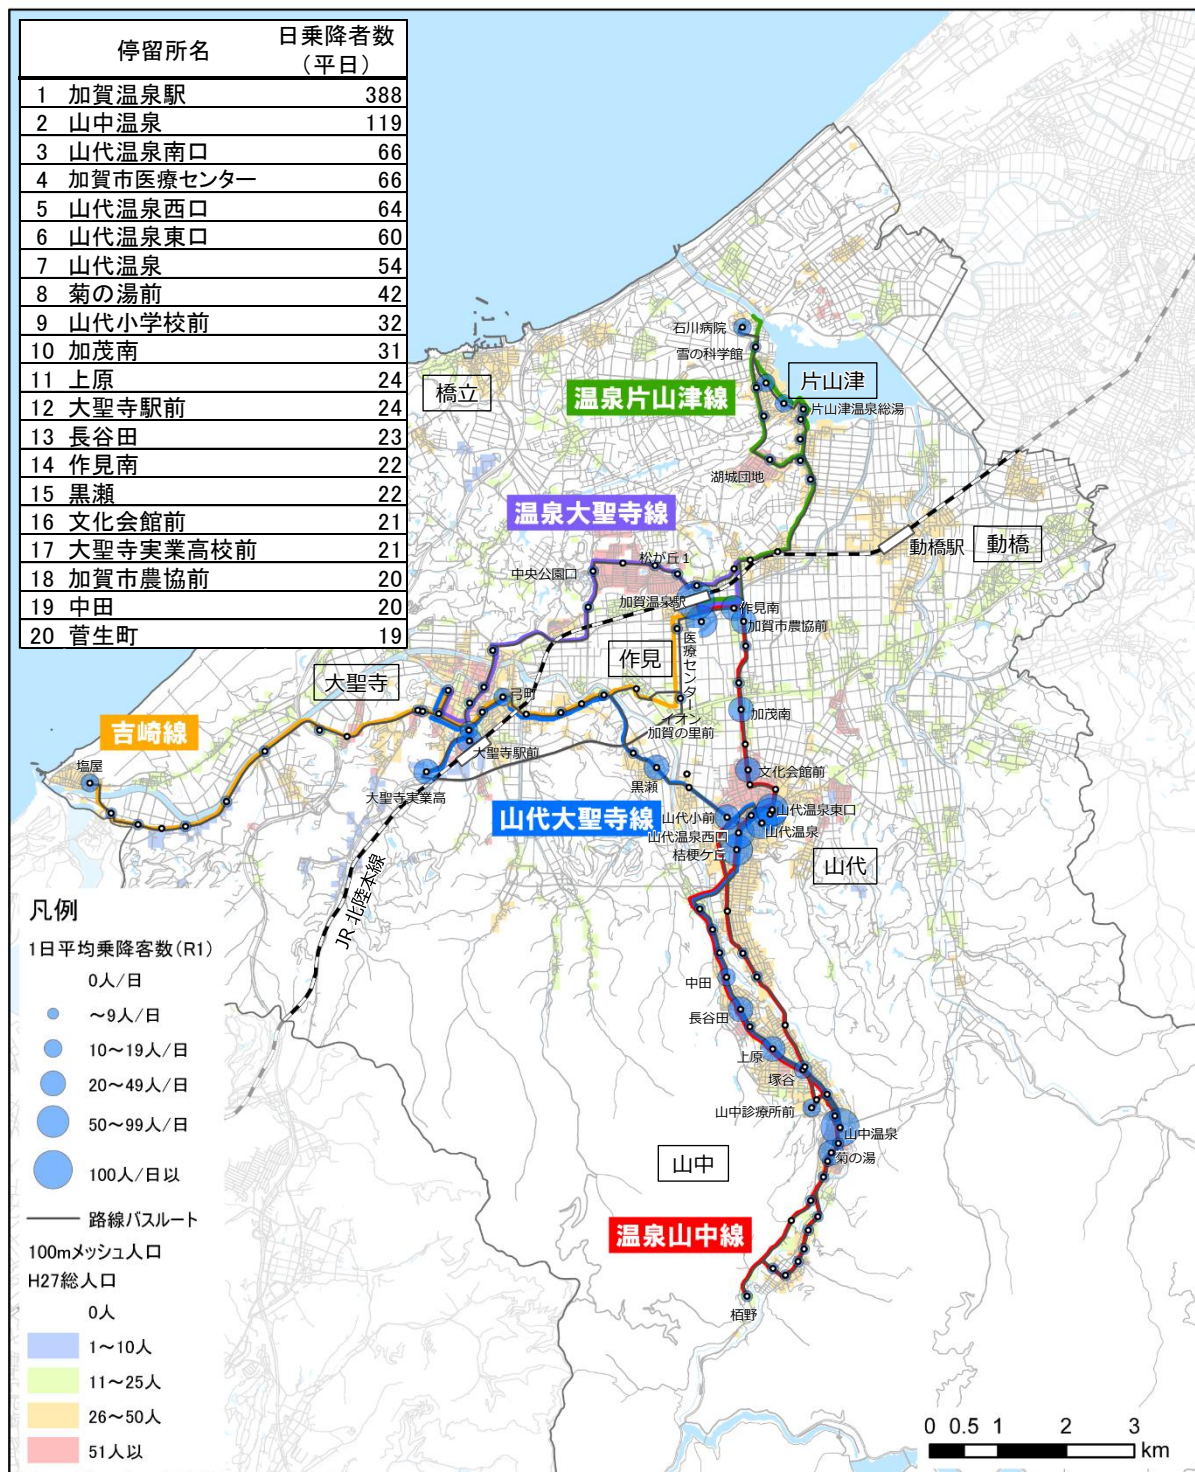 停留所名 日乗降者数（平日）
1 加賀温泉駅 388
2 山中温泉 119
3 山代温泉南口 66
4 加賀市医療センター 66
5 山代温泉西口 64
6 山代温泉東口 60
7 山代温泉 54
8 菊の湯前 42
9 山代小学校前 32
10 加茂南 31
11 上原 24
12 大聖寺駅前 24
13 長谷田 23
14 作見南 22
15 黒瀬 22
16 文化会館前 21
17 大聖寺実業高校前 21
18 加賀市農協前 20
19 中田 20
20 菅生町 19
石川病院
雪の科学館
片山津
橋立
温泉片山津線
片山津温泉総湯
湖城団地
温泉大聖寺線
動橋駅
動橋
松が丘1
中央公園口
加賀温泉駅
作見南
加賀市農協前
医療センター
作見
大聖寺
弓町
加茂南
イオン加賀の里前
吉崎線
大聖寺駅前
塩屋
文化会館前
大聖寺実業高
黒瀬
山代大聖寺線
山代小前
山代温泉東口
山代温泉
山代温泉西口
桔梗ケ丘
山代
JR 北陸本線
中田
長谷田
上原
塚谷
山中診療所前
山中温泉
菊の湯
山中
温泉山中線
栢野
凡例
1日平均乗降客数(R1)
0人/日
～9人/日
10～19人/日
20～49人/日
50～99人/日
100人/日以
路線バスルート
100mメッシュ人口
H27総人口
0人
1～10人
11～25人
26～50人
51人以
0 0.5 1 2 3
km